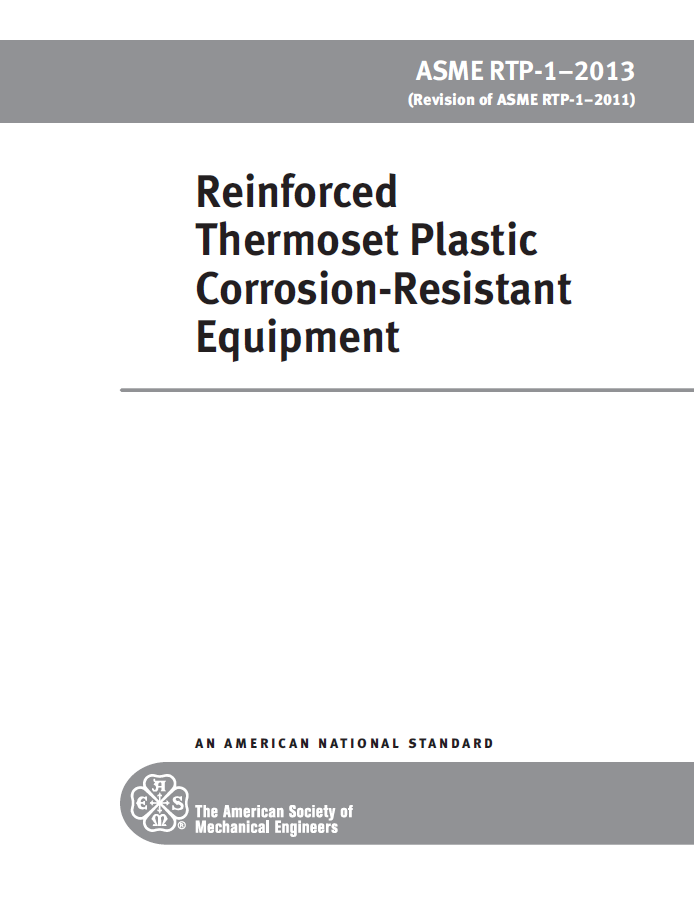 ASME RTP-1–2013
(Revision of ASME RTP-1–2011)
Reinforced
Thermoset Plastic
Corrosion-Resistant
Equipment
AN AMERICAN NATIONAL STANDARD
A
E S
M
®
The American Society of
Mechanical Engineers